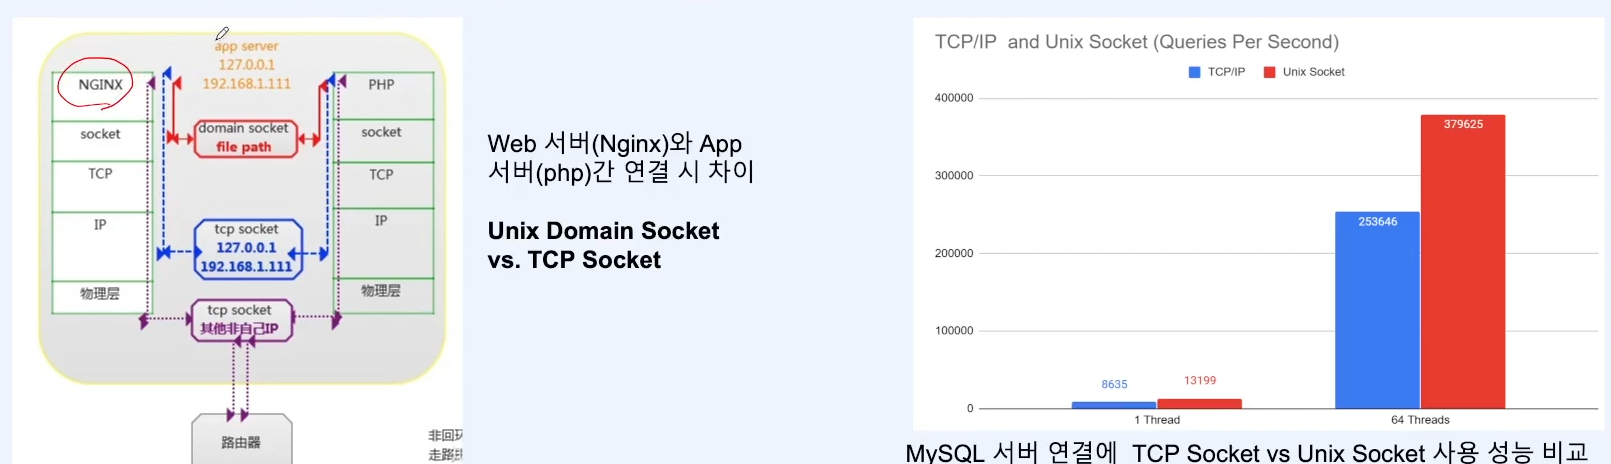 app server
127.0.0.1
192.168.1.111
NGINX
socket
TCP
IP
物理层
PHP
socket
TCP
IP
物理层
domain socket
file path
tcp socket
127.0.0.1
192.168.1.111
tcp socket
其他非自己IP
路由器
非回环
走路
Web 서버(Nginx)와 App
서버(php)간 연결 시 차이
Unix Domain Socket
vs. TCP Socket
TCP/IP and Unix Socket (Queries Per Second)
TCP/IP
Unix Socket
400000
300000
200000
100000
0
8635
13199
253646
379625
1 Thread
64 Threads
MySQL 서버 연결에 TCP Socket vs Unix Socket 사용 성능 비교